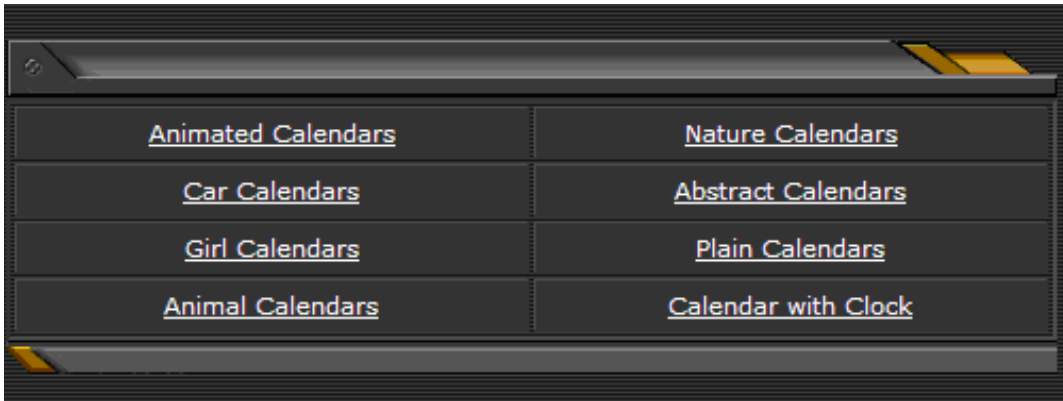 Animated Calendars
Nature Calendars
Car Calendars
Abstract Calendars
Girl Calendars
Plain Calendars
Animal Calendars
Calendar with Clock